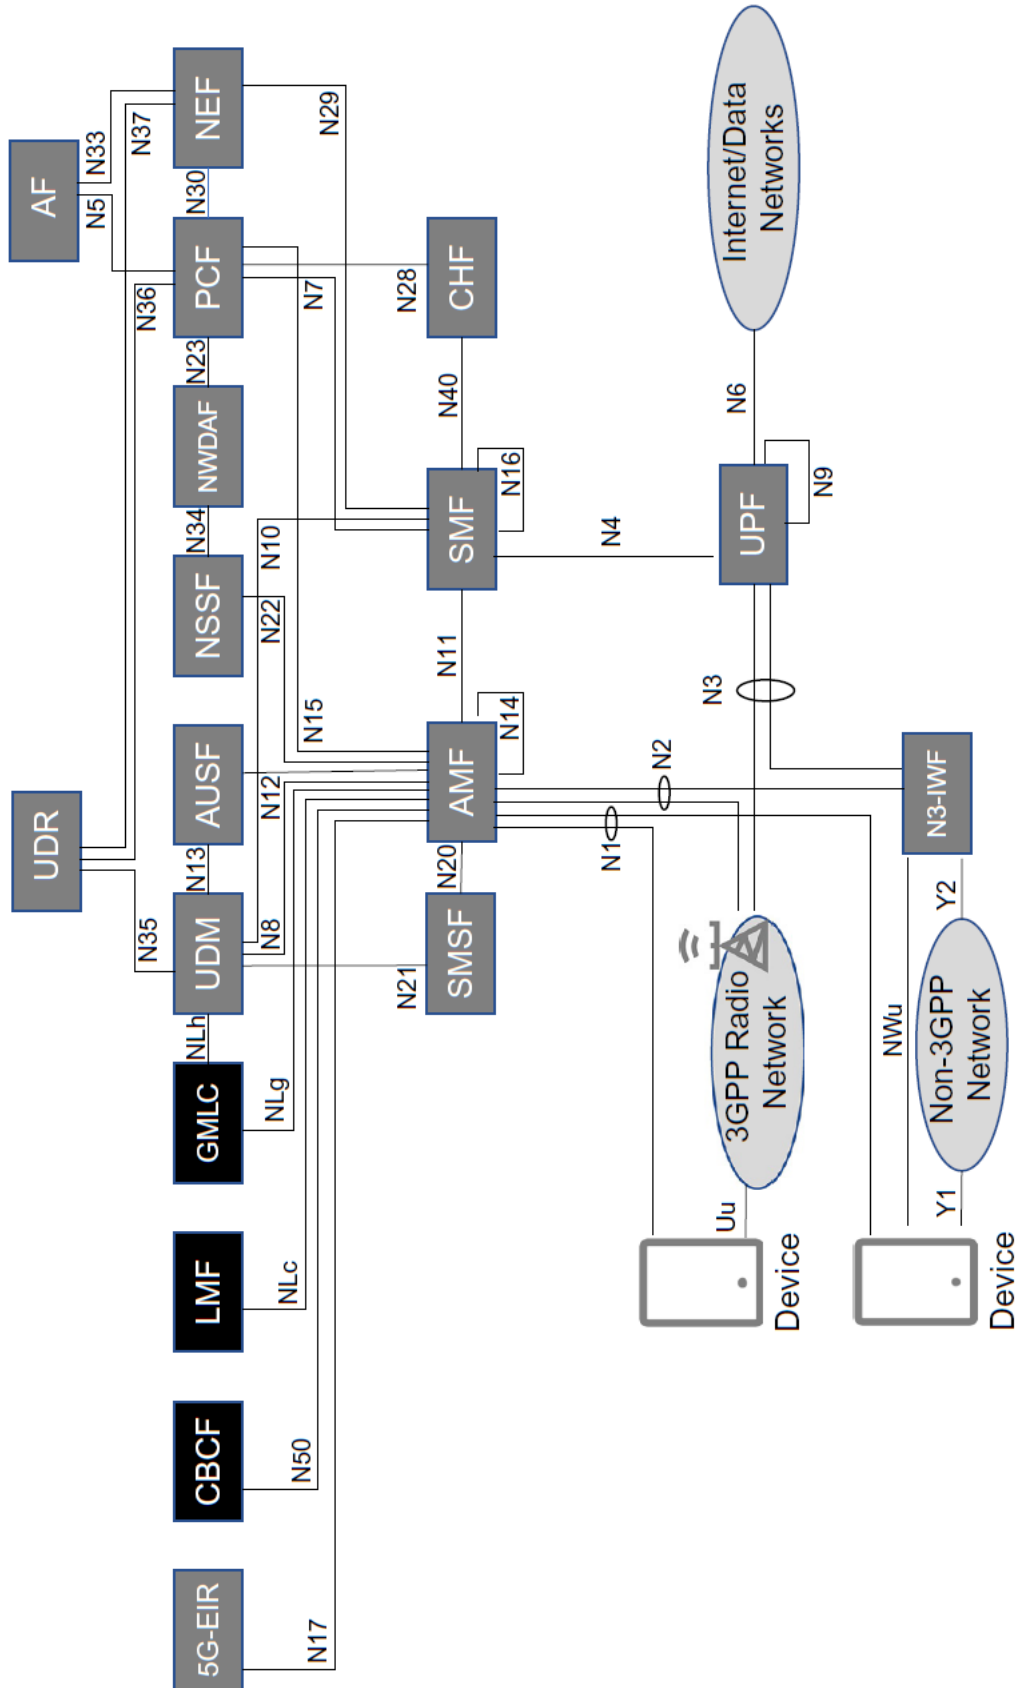 UDR
AF
N35
N36
N5
N33
N37
5G-EIR
CBCF
LMF
GMLC
NLh
UDM
N13
AUSF
NSSF
N34
NWDAF
N23
PCF
N30
NEF
N17
N50
NLc
NLg
N8
N12
N22
N10
N15
N7
N29
N21
N28
SMSF
N20
AMF
N14
N11
SMF
N16
N40
CHF
N1
N2
N4
Uu
3GPP Radio
Network
N3
UPF
N9
N6
Internet/Data
Networks
Device
NWu
N3-IWF
Y1
Non-3GPP
Network
Y2
Device